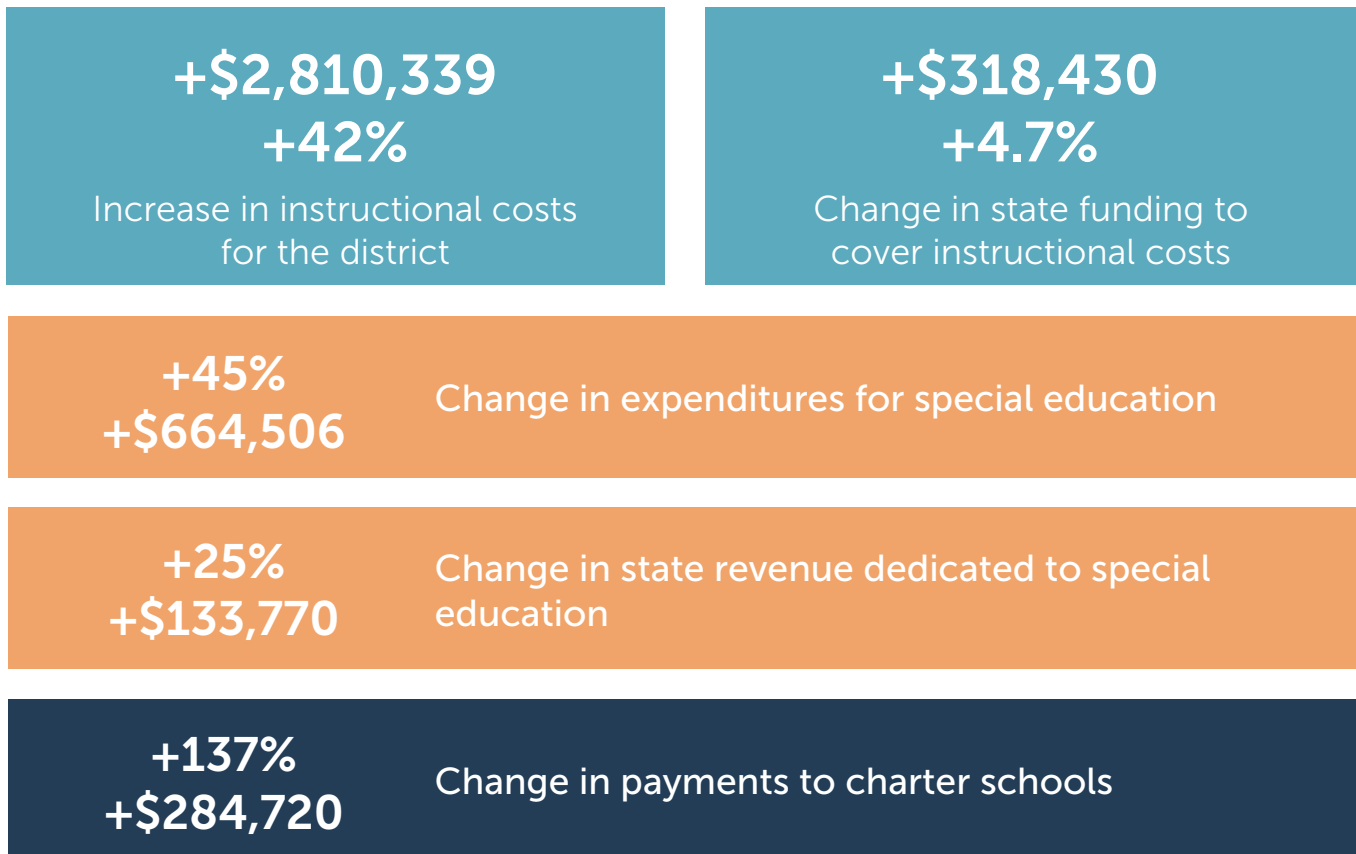 +$2,810,339
+42%
Increase in instructional costs
for the district
+$318,430
+4.7%
Change in state funding to
cover instructional costs
+45%
+$664,506
Change in expenditures for special education
+25%
+$133,770
Change in state revenue dedicated to special
education
+137%
+$284,720
Change in payments to charter schools